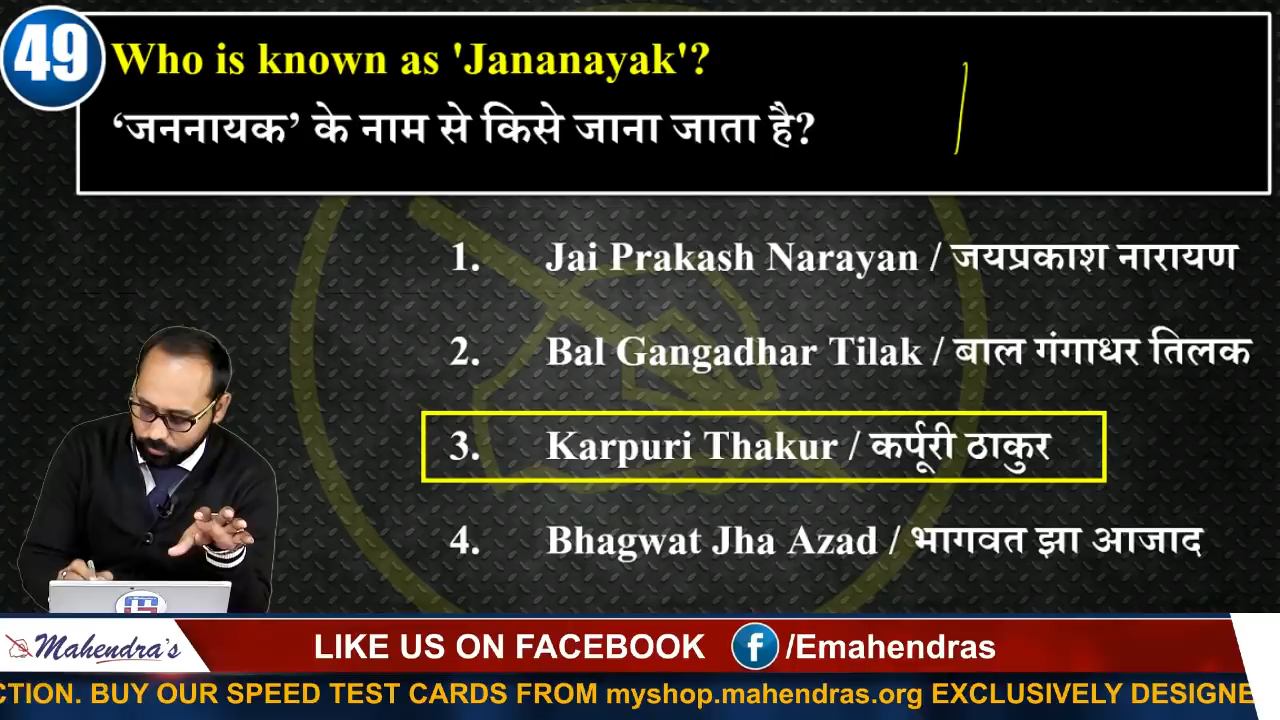 49
Who is known as 'Jananayak'?
‘जननायक’ के नाम से किसे जाना जाता है?
1. Jai Prakash Narayan / जयप्रकाश नारायण
2. Bal Gangadhar Tilak / बाल गंगाधर तिलक
3. Karpuri Thakur / कर्पूरी ठाकुर
4. Bhagwat Jha Azad / भागवत झा आजाद
Mahendra's LIKE US ON FACEBOOK f /Emahendras
CTION. BUY OUR SPEED TEST CARDS FROM myshop.mahendras.org EXCLUSIVELY DESIGNE